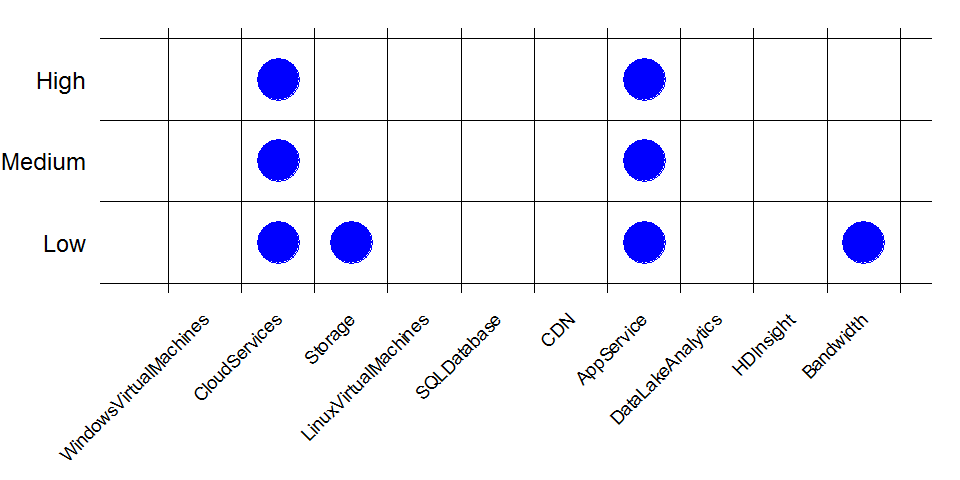 High
Medium
Low
WindowsVirtualMachines
CloudServices
Storage
LinuxVirtualMachines
SQLDatabase
CDN
AppService
DataLakeAnalytics
HDInsight
Bandwidth